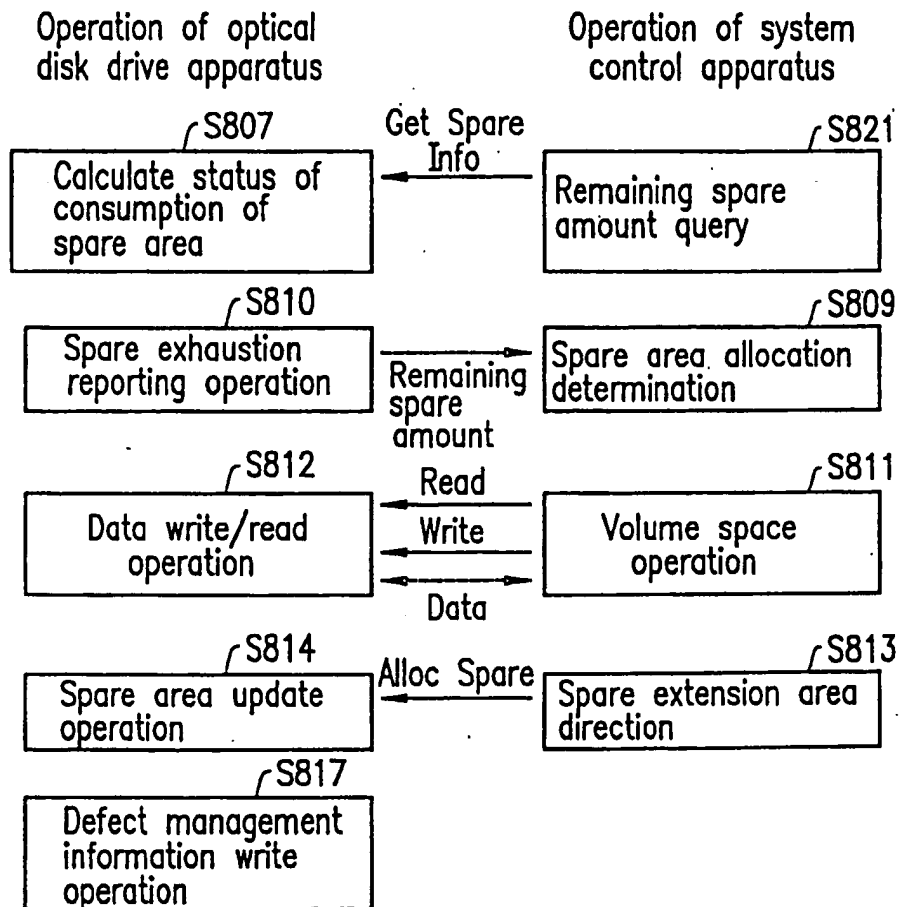 Operation of optical
disk drive apparatus
Operation of system
control apparatus
S807
Get Spare
Info
S821
Calculate status of
consumption of
spare area
Remaining spare
amount query
S810
S809
Spare exhaustion
reporting operation
Remaining
spare
amount
Spare area allocation
determination
S812
S811
Data write/read
operation
Read
Write
Data
Volume space
operation
S814
S813
Spare area update
operation
Alloc Spare
Spare extension area
direction
S817
Defect management
information write
operation